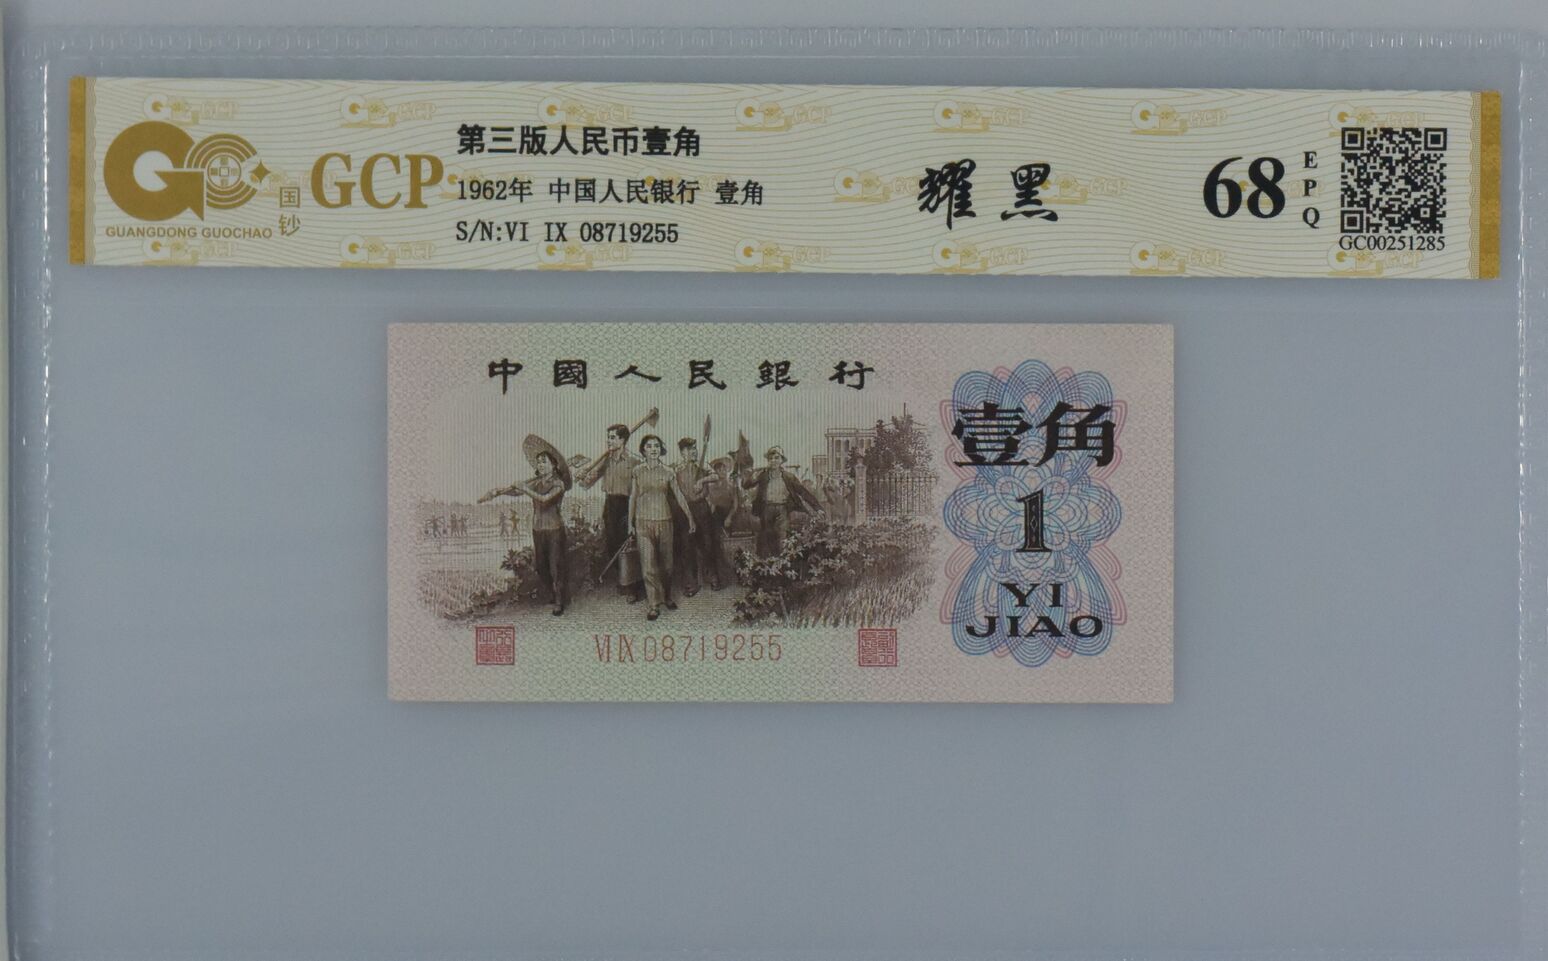 GUANGDONG GUOCHAO
国钞
GCP
第三版人民币壹角
1962年 中国人民银行 壹角
S/N:VI IX 08719255
耀黑
68
EPQ
GC00251285
中國人民銀行
壹角
1
YI
JIAO
VI IX 08719255